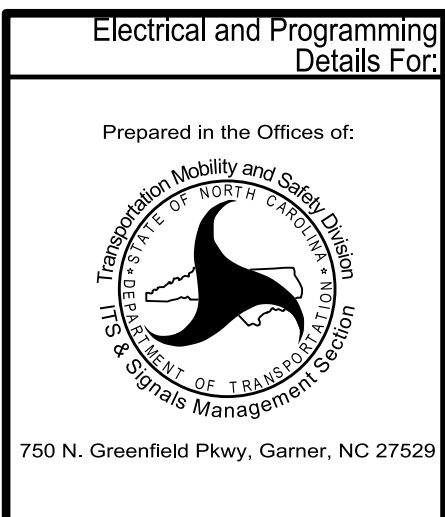 Electrical and Programming
Details For:
Prepared in the Offices of:
Transportation Mobility and Safety Division
STATE OF NORTH CAROLINA
DEPARTMENT OF TRANSPORTATION
ITS & Signals Management Section
750 N. Greenfield Pkwy, Garner, NC 27529